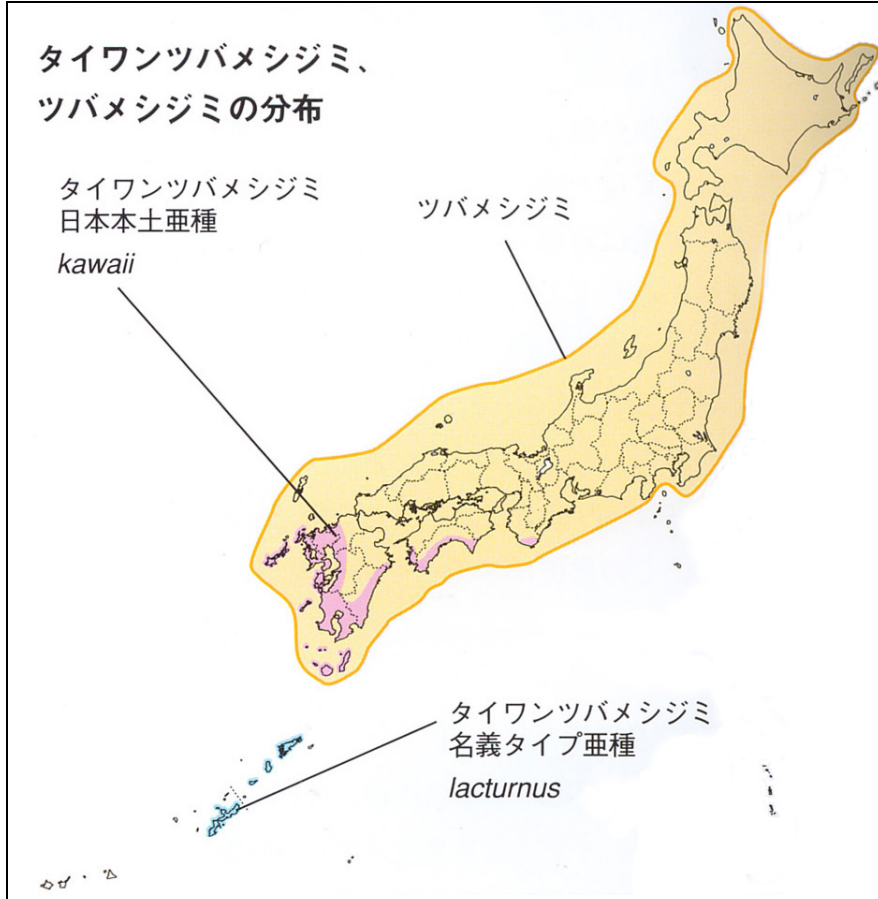 タイワンツバメシジミ、
ツバメシジミの分布
タイワンツバメシジミ
日本本土亜種
kawaii
ツバメシジミ
タイワンツバメシジミ
名義タイプ亜種
lacturnus